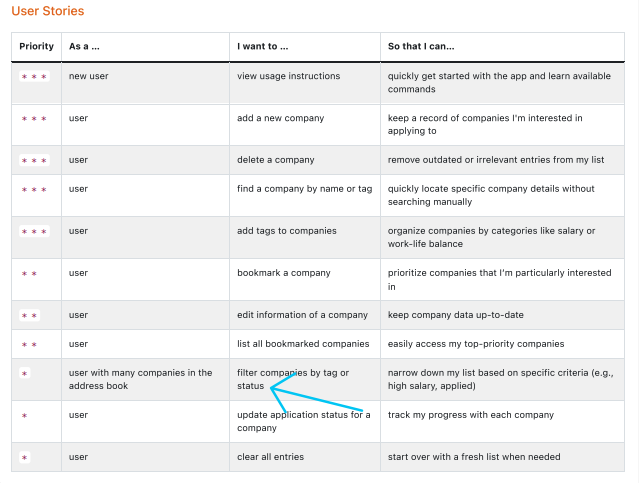 User Stories
Priority As a ... I want to ... So that I can...
* * * new user view usage instructions quickly get started with the app and learn available
commands
* * * user add a new company keep a record of companies I'm interested in
applying to
* * * user delete a company remove outdated or irrelevant entries from my list
* * * user find a company by name or tag quickly locate specific company details without
searching manually
* * * user add tags to companies organize companies by categories like salary or
work-life balance
* * user bookmark a company prioritize companies that I'm particularly interested
in
* * user edit information of a company keep company data up-to-date
* * user list all bookmarked companies easily access my top-priority companies
* user with many companies in the filter companies by tag or narrow down my list based on specific criteria (e.g.,
address book status high salary, applied)
* user update application status for a track my progress with each company
company
* user clear all entries start over with a fresh list when needed